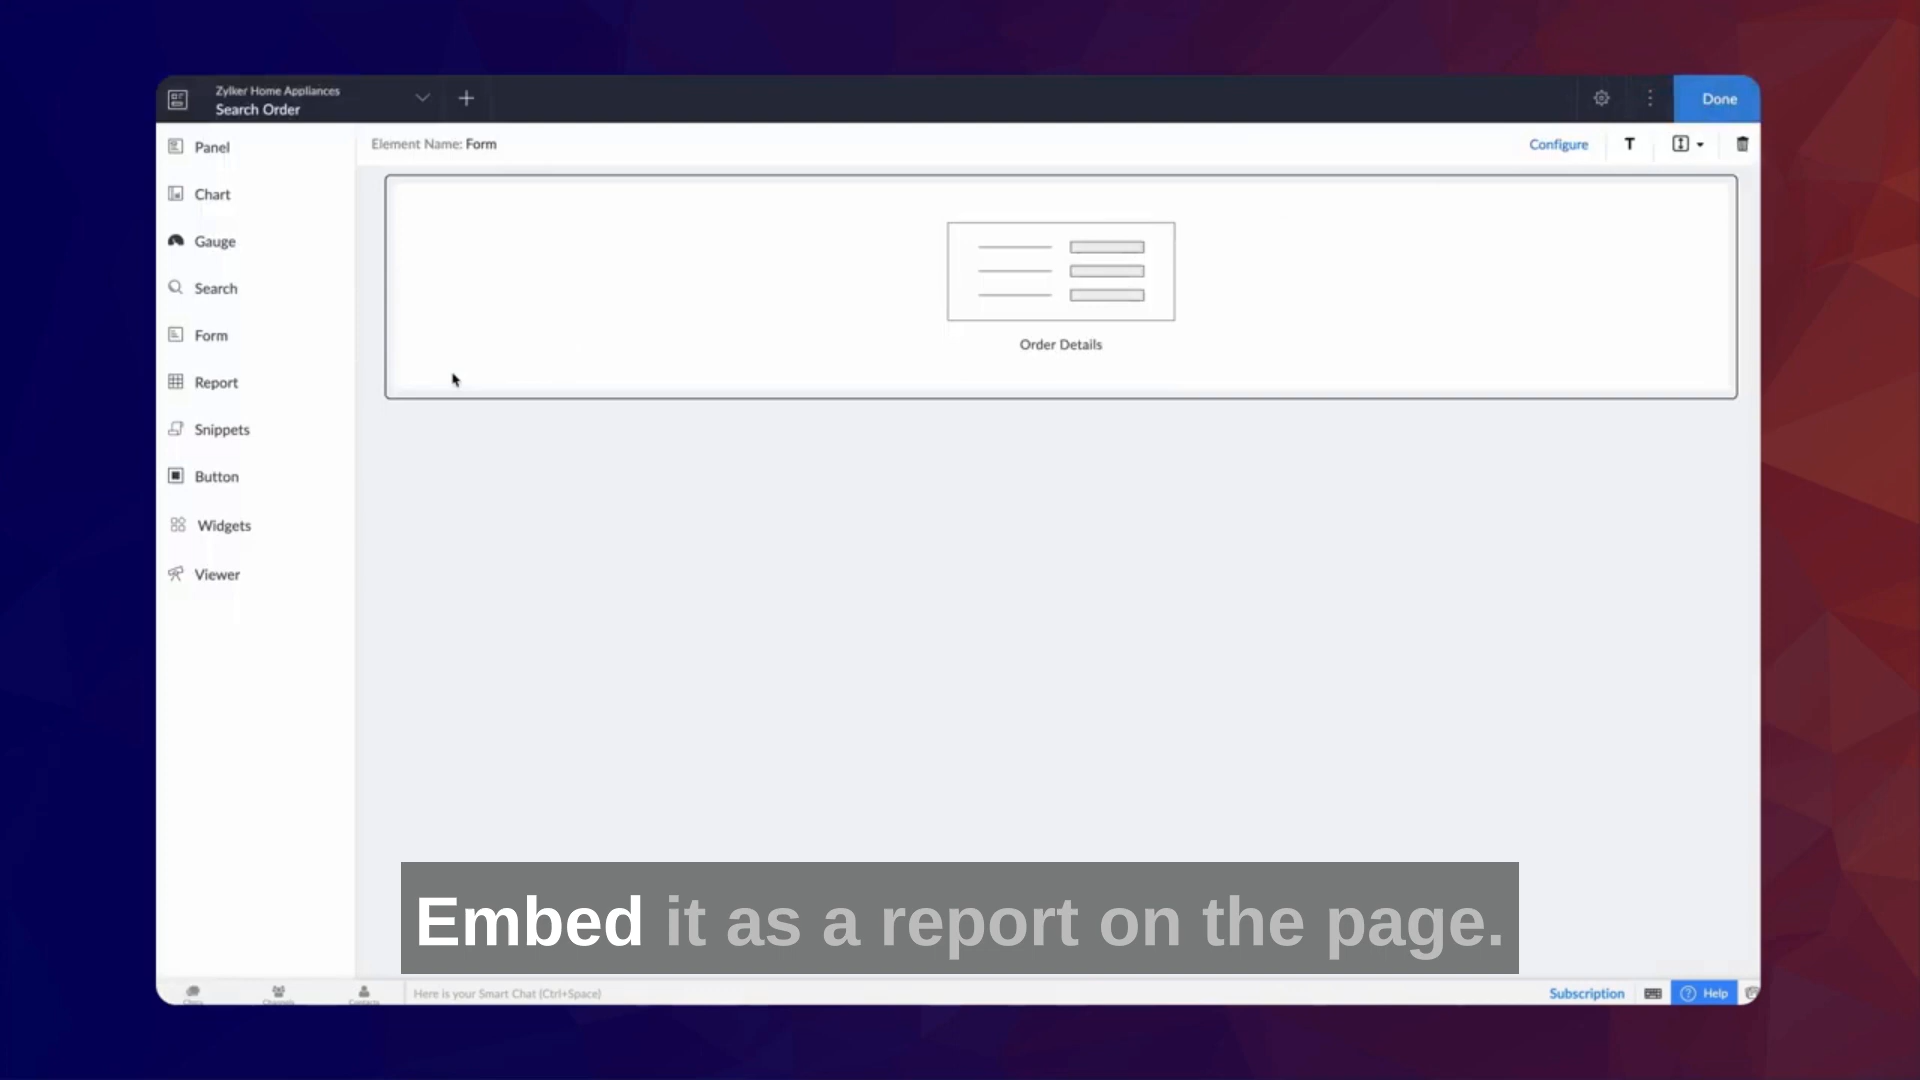 Zylker Home Appliances
Search Order
Done
Panel
Chart
Gauge
Search
Form
Report
Snippets
Button
Widgets
Viewer
Element Name: Form
Configure
T
Order Details
Embed it as a report on the page.
Here is your Smart Chat (Ctrl+Space)
Subscription
Help